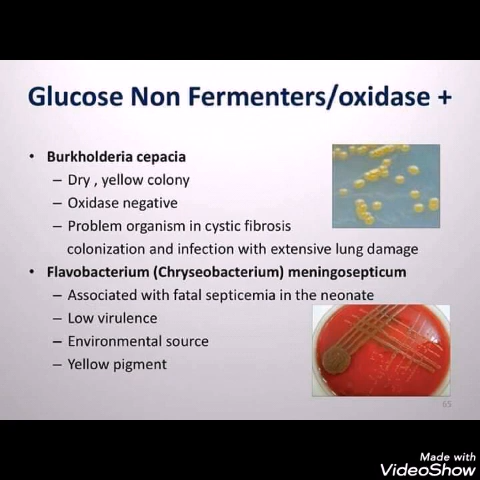 Glucose Non Fermenters/oxidase +
• Burkholderia cepacia
– Dry , yellow colony
– Oxidase negative
– Problem organism in cystic fibrosis
colonization and infection with extensive lung damage
• Flavobacterium (Chryseobacterium) meningosepticum
– Associated with fatal septicemia in the neonate
– Low virulence
– Environmental source
– Yellow pigment
65
Made with
VideoShow